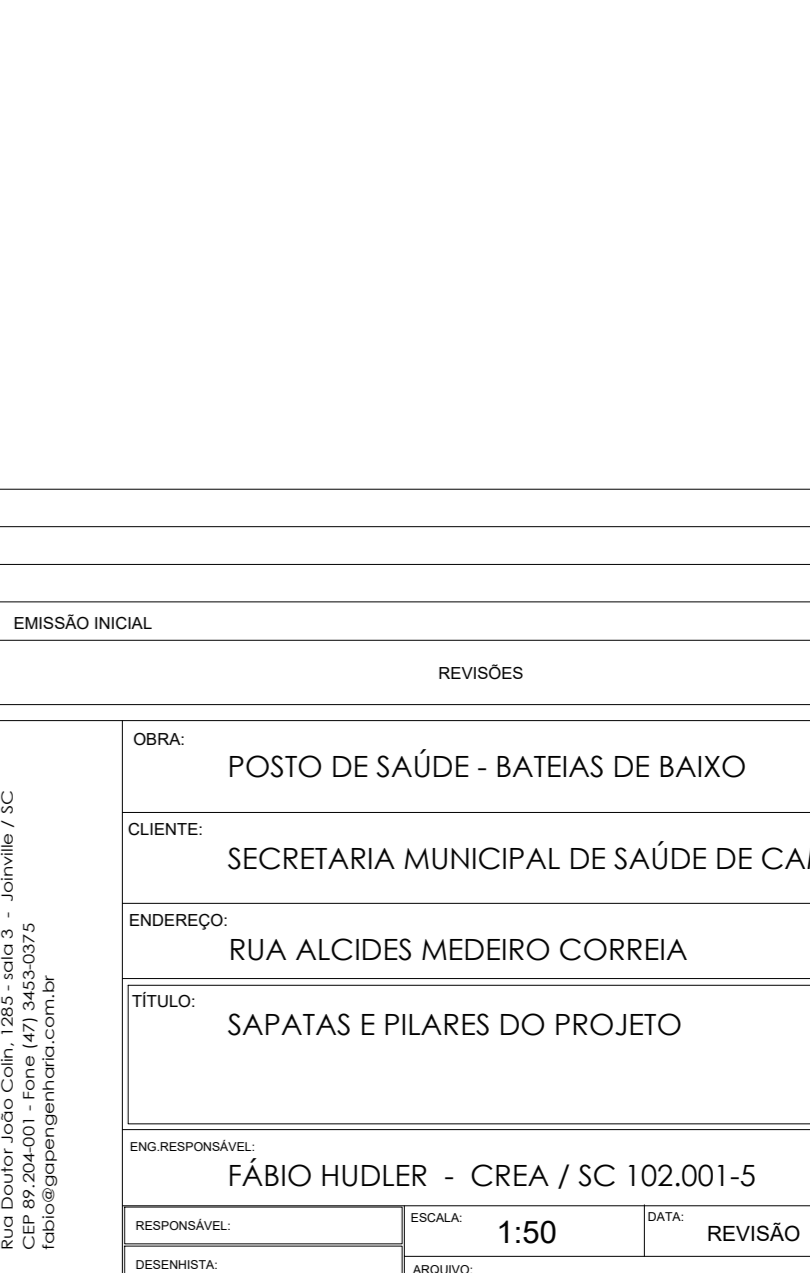 EMISSÃO INICIAL
REVISÕES
Rua Doutor João Colin, 1285 - sala 3 - Joinville / SC
CEP 89.204-001 - Fone (47) 3453-0375
fabio@gapengenharia.com.br
OBRA:
POSTO DE SAÚDE - BATEIAS DE BAIXO
CLIENTE:
SECRETARIA MUNICIPAL DE SAÚDE DE
ENDEREÇO:
RUA ALCIDES MEDEIRO CORREIA
TÍTULO:
SAPATAS E PILARES DO PROJETO
ENG.RESPONSÁVEL:
FÁBIO HUDLER - CREA / SC 102.001-5
RESPONSÁVEL:
ESCALA:
1:50
DATA:
REVISÃO
DESENHISTA:
ARQUIVO: